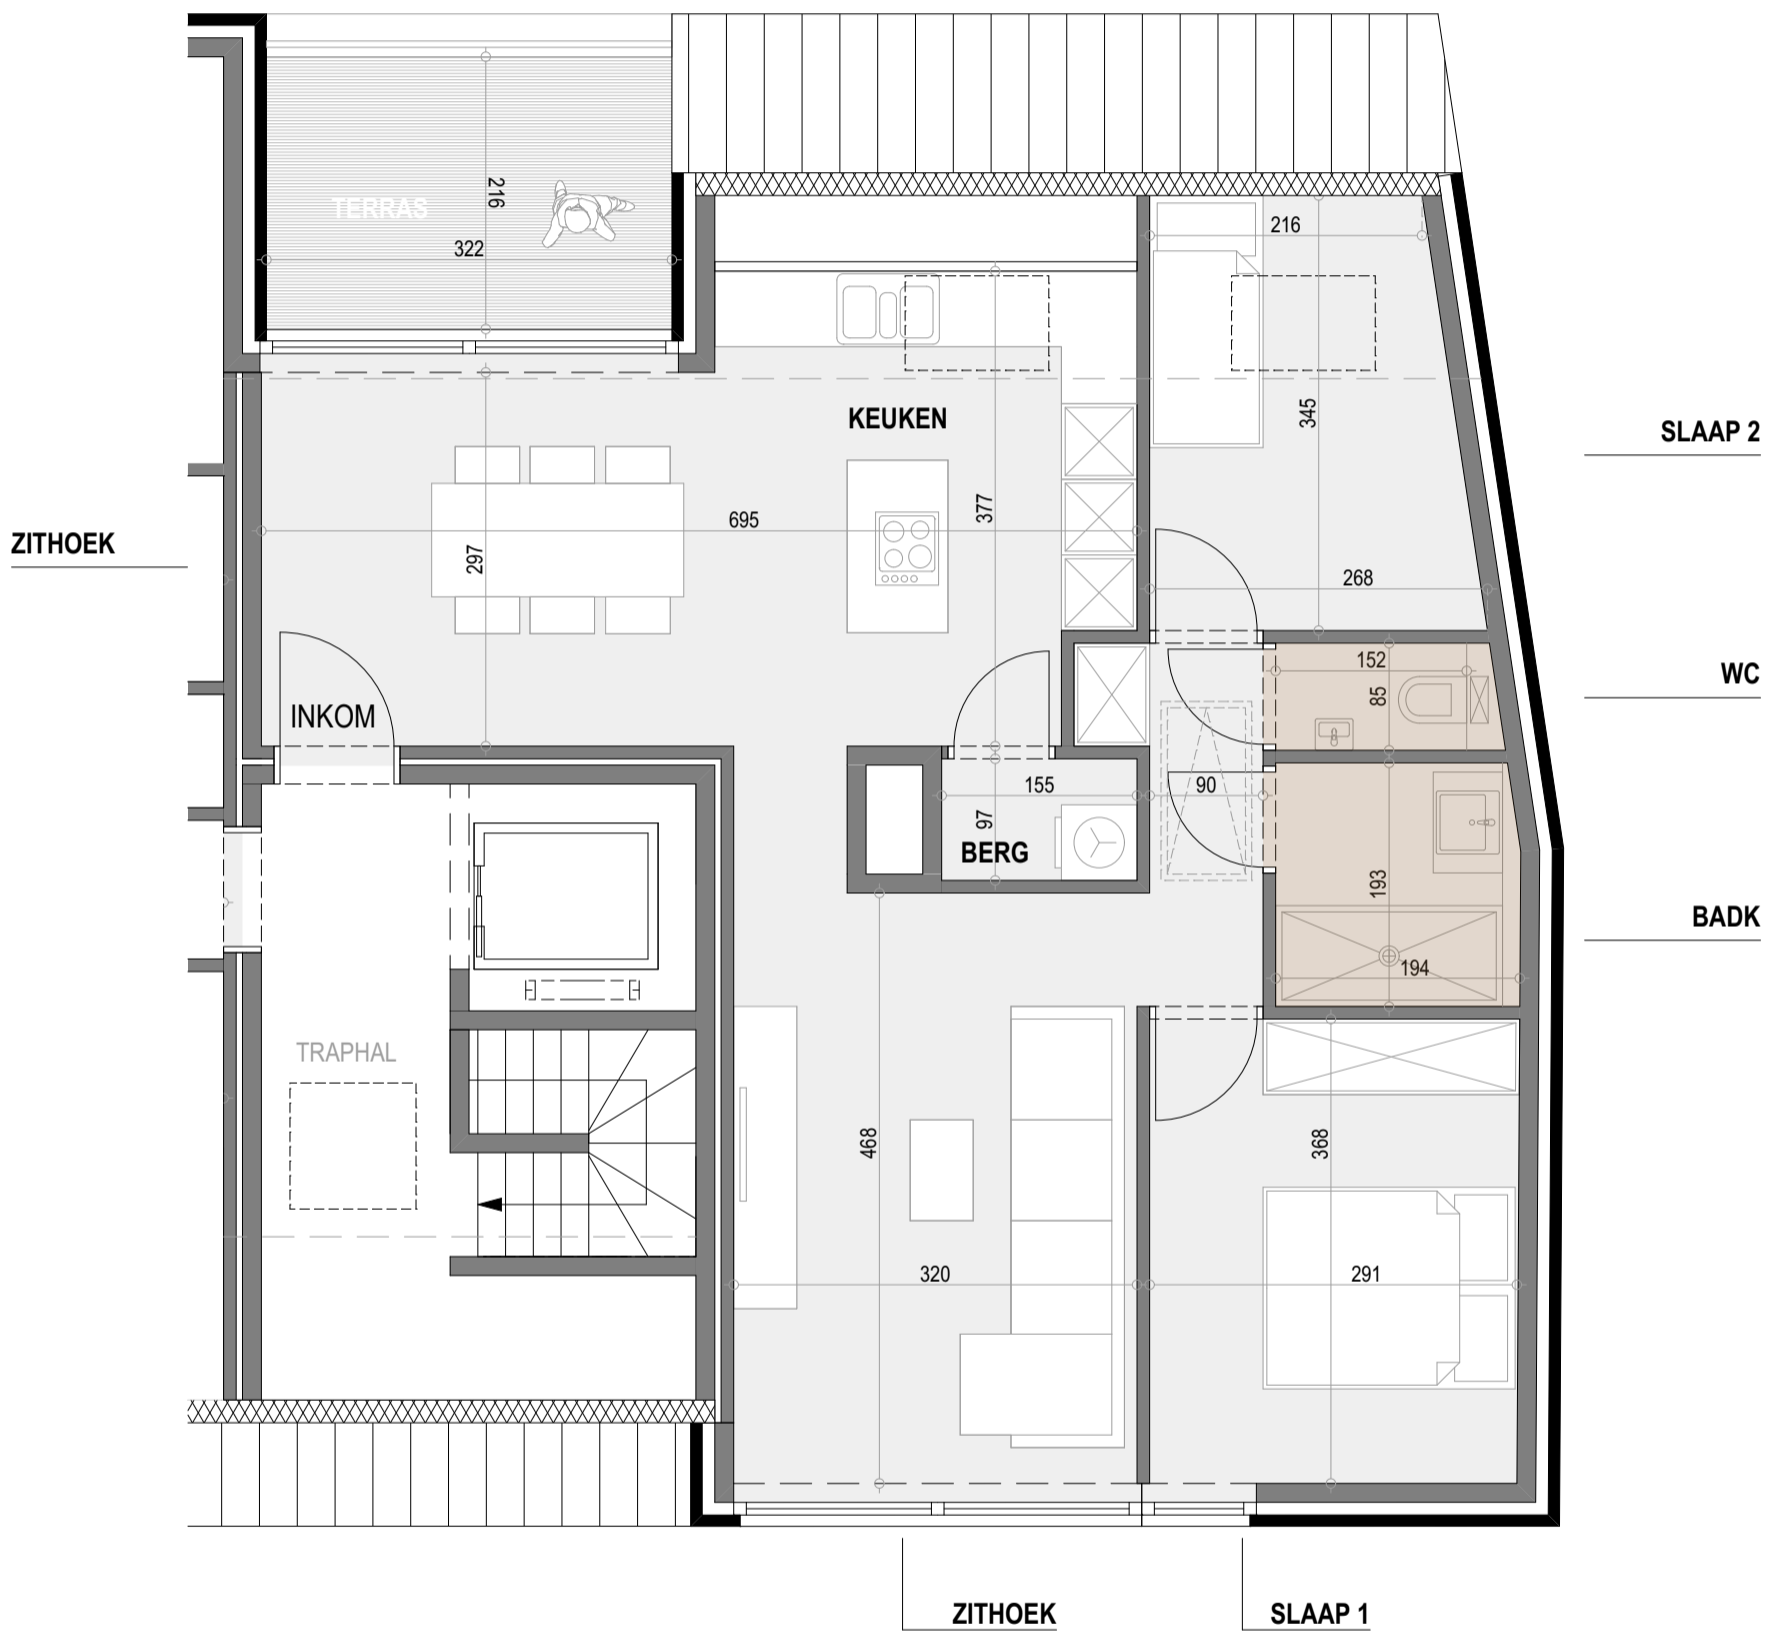 216
TERRAS
322
216
KEUKEN
345
SLAAP 2
377
695
ZITHOEK
297
268
152
WC
85
INKOM
155
90
97
BERG
193
BADK
194
TRAPHAL
468
368
320
291
ZITHOEK
SLAAP 1